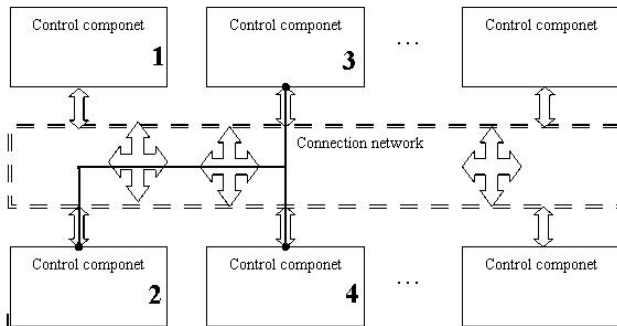 Control componet
1
Control componet
3
...
Control componet
Connection network
Control componet
2
Control componet
4
...
Control componet